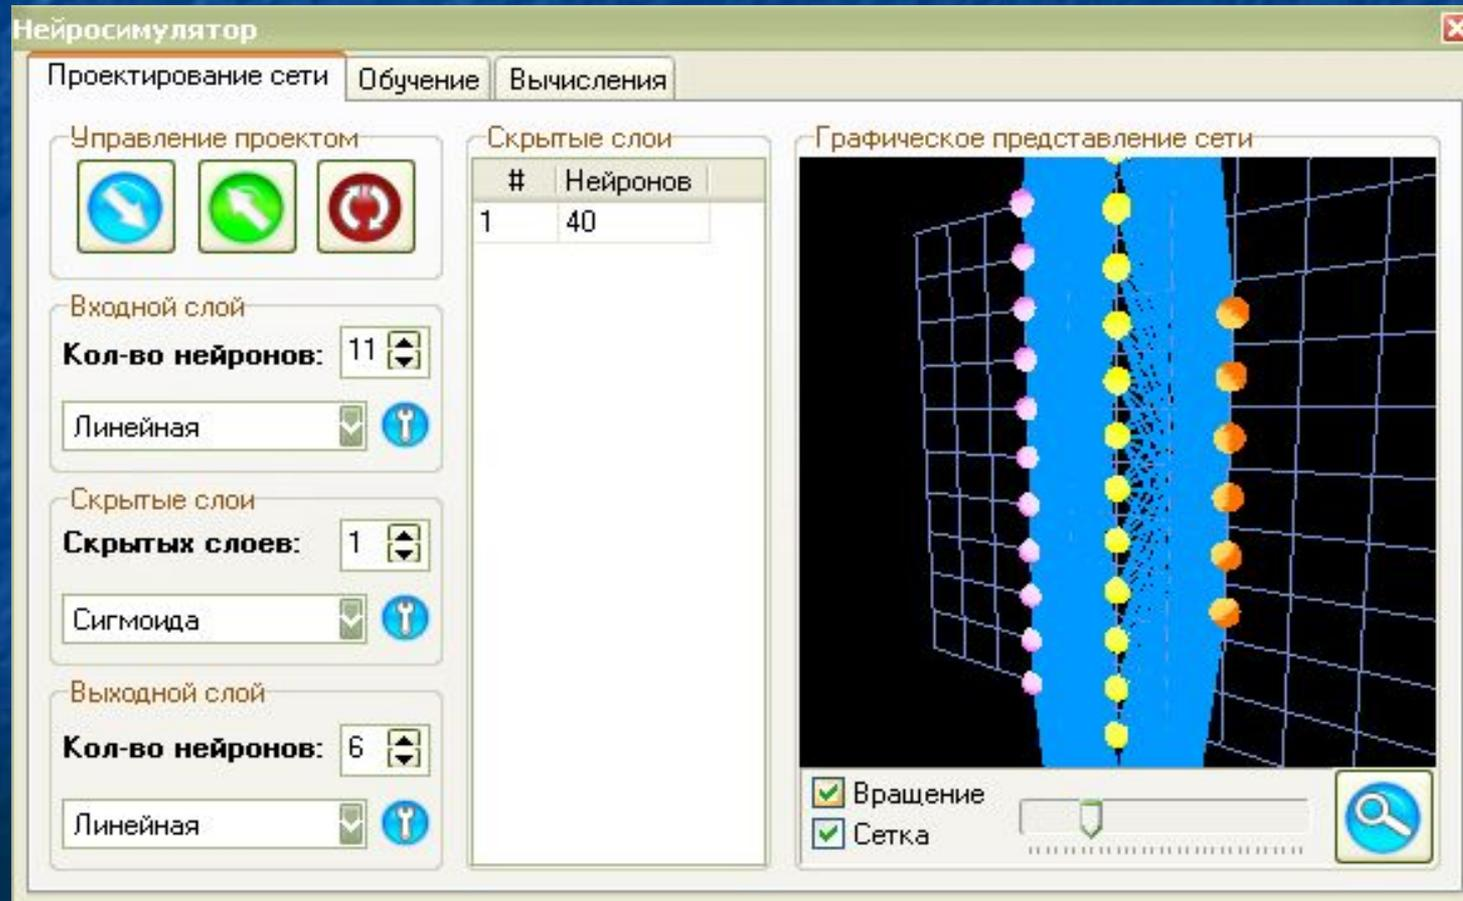 Нейросимулятор
Проектирование сети Обучение Вычисления
Управление проектом
Входной слой
Кол-во нейронов: 11
Линейная
Скрытые слои
Скрытых слоев: 1
Сигмоида
Выходной слой
Кол-во нейронов: 6
Линейная
Скрытые слои
# Нейронов
1 40
Графическое представление сети
Вращение
Сетка